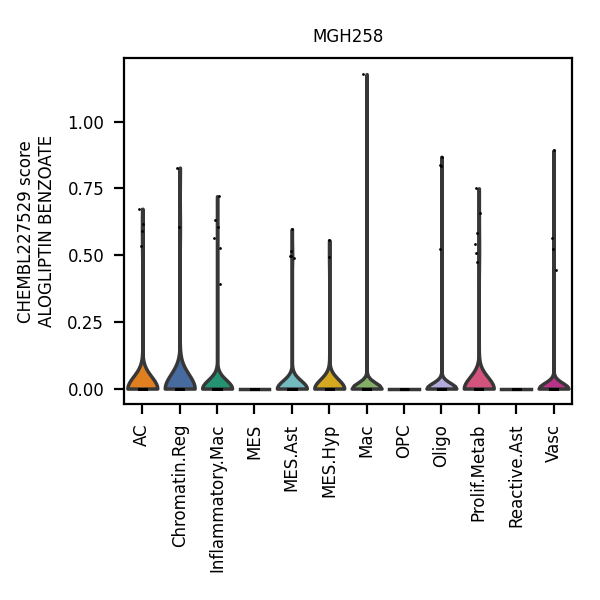 MGH258
CHEMBL227529 score
ALOGLIPTIN BENZOATE
1.00
0.75
0.50
0.25
0.00
AC
Chromatin.Reg
Inflammatory.Mac
MES
MES.Ast
MES.Hyp
Mac
OPC
Oligo
Prolif.Metab
Reactive.Ast
Vasc